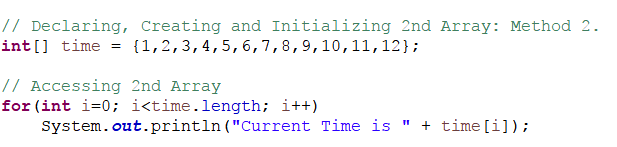 // Declaring, Creating and Initializing 2nd Array: Method 2.
int[] time = {1,2,3,4,5,6,7,8,9,10,11,12};
// Accessing 2nd Array
for(int i=0; i<time.length; i++)
System.out.println("Current Time is " + time[i]);